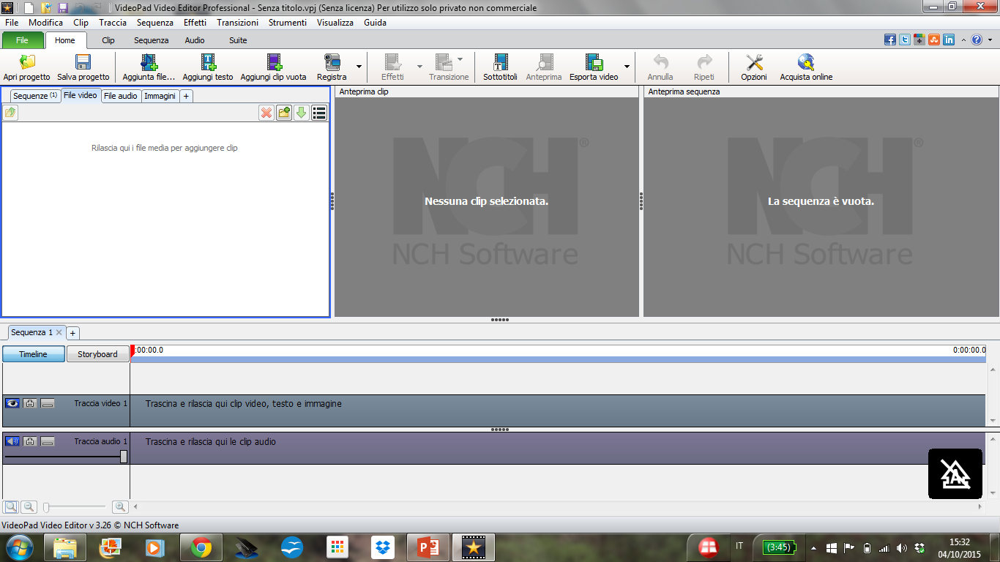 VideoPad Video Editor Professional - Senza titolo.vpj (Senza licenza) Per utilizzo solo privato non commerciale
File Modifica Clip Traccia Sequenza Effetti Transizioni Strumenti Visualizza Guida
File Home Clip Sequenza Audio Suite
Apri progetto Salva progetto Aggiunta file... Aggiungi testo Aggiungi clip vuota Registra Effetti Transizione Sottotitoli Anteprima Esporta video Annulla Ripeti Opzioni Acquista online
Sequenze (1) File video File audio Immagini +
Anteprima clip
Anteprima sequenza
Rilascia qui i file media per aggiungere clip
NCH®
Nessuna clip selezionata.
NCH Software
NCH®
La sequenza è vuota.
NCH Software
Sequenza 1 +
Timeline Storyboard
:00:00.0 0:00:00.0
Traccia video 1 Trascina e rilascia qui clip video, testo e immagine
Traccia audio 1 Trascina e rilascia qui le clip audio
VideoPad Video Editor v 3.26 © NCH Software
IT (3:45) 15:32
04/10/2015